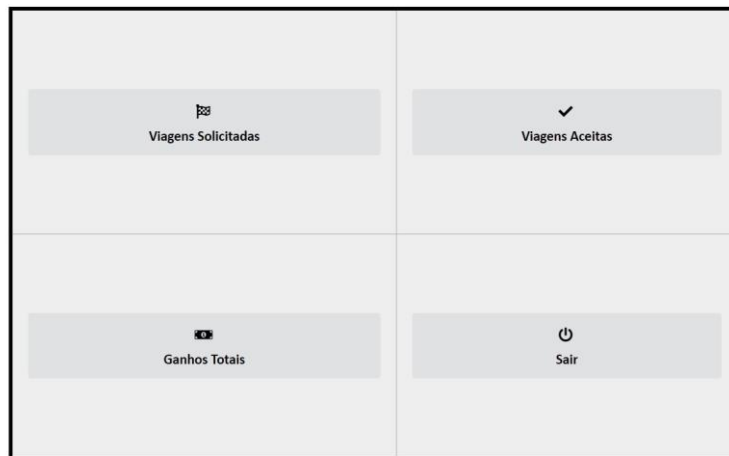 Viagens Solicitadas
Viagens Aceitas
Ganhos Totais
Sair